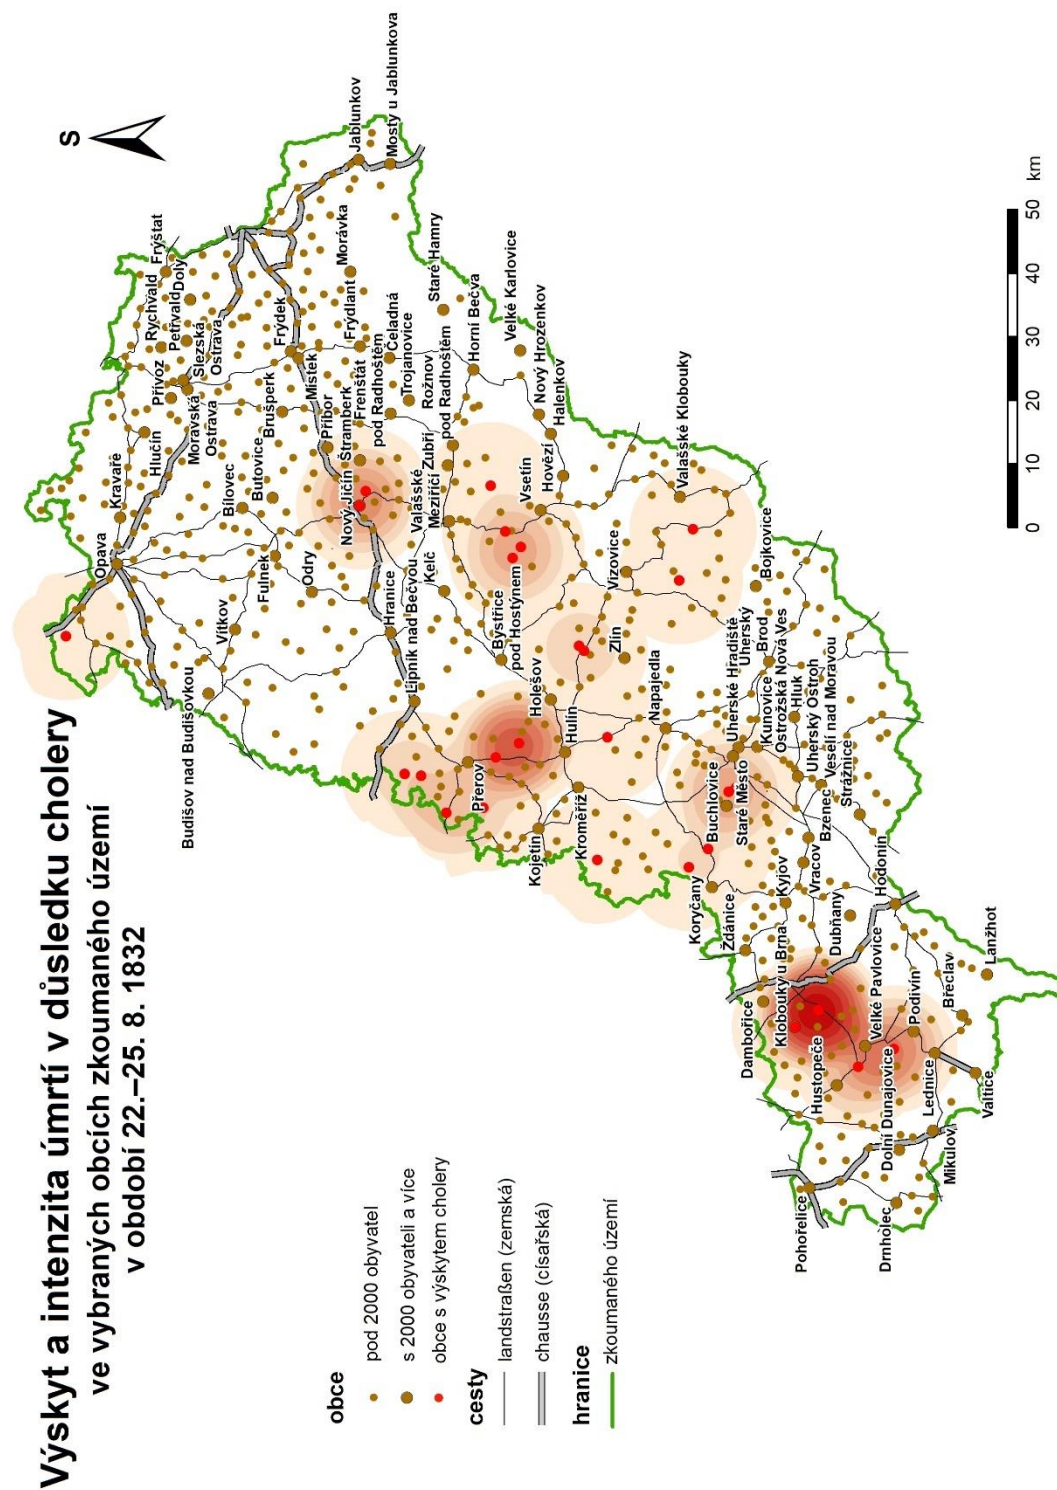 Výskyt a intenzita úmrtí v důsledku cholery
ve vybraných obcích zkoumaného území
v období 22.–25. 8. 1832
obce
pod 2000 obyvatel
s 2000 obyvateli a více
obce s výskytem cholery
cesty
landstraßen (zemská)
chausse (císařská)
hranice
zkoumaného území
S
0
10
20
30
40
50
km
Opava
Kravaře
Hlučín
Přívoz
Rychvald
Petřvald
Doly
Fryštat
Slezská
Ostrava
Moravská
Ostrava
Budišov nad Budišovkou
Vítkov
Fulnek
Bílovec
Butovice
Brušperk
Odry
Místek
Frýdek
Příbor
Štramberk
Nový Jičín
Frenštát
pod Radhoštěm
Frýdlant
Morávka
Jablunkov
Mosty u Jablunkova
Čeladná
Trojanovice
Staré Hamry
Hranice
Lipník nad Bečvou
Kelč
Valašské
Meziříčí
Zubří
Rožnov
pod Radhoštěm
Horní Bečva
Velké Karlovice
Nový Hrozenkov
Halenkov
Hovězí
Vsetín
Bystřice
pod Hostýnem
Holešov
Přerov
Hulín
Kojetín
Kroměříž
Zlín
Vizovice
Valašské Klobouky
Napajedla
Bojkovice
Uherský
Brod
Uherské Hradiště
Kunovice
Ostrožská Nová Ves
Hluk
Uherský Ostroh
Veselí nad Moravou
Strážnice
Bzenec
Staré Město
Buchlovice
Koryčany
Ždánice
Kyjov
Vracov
Dubňany
Hodonín
Lanžhot
Dambořice
Klobouky u Brna
Hustopeče
Velké Pavlovice
Podivín
Břeclav
Lednice
Valtice
Dolní Dunajovice
Mikulov
Drnholec
Pohořelice